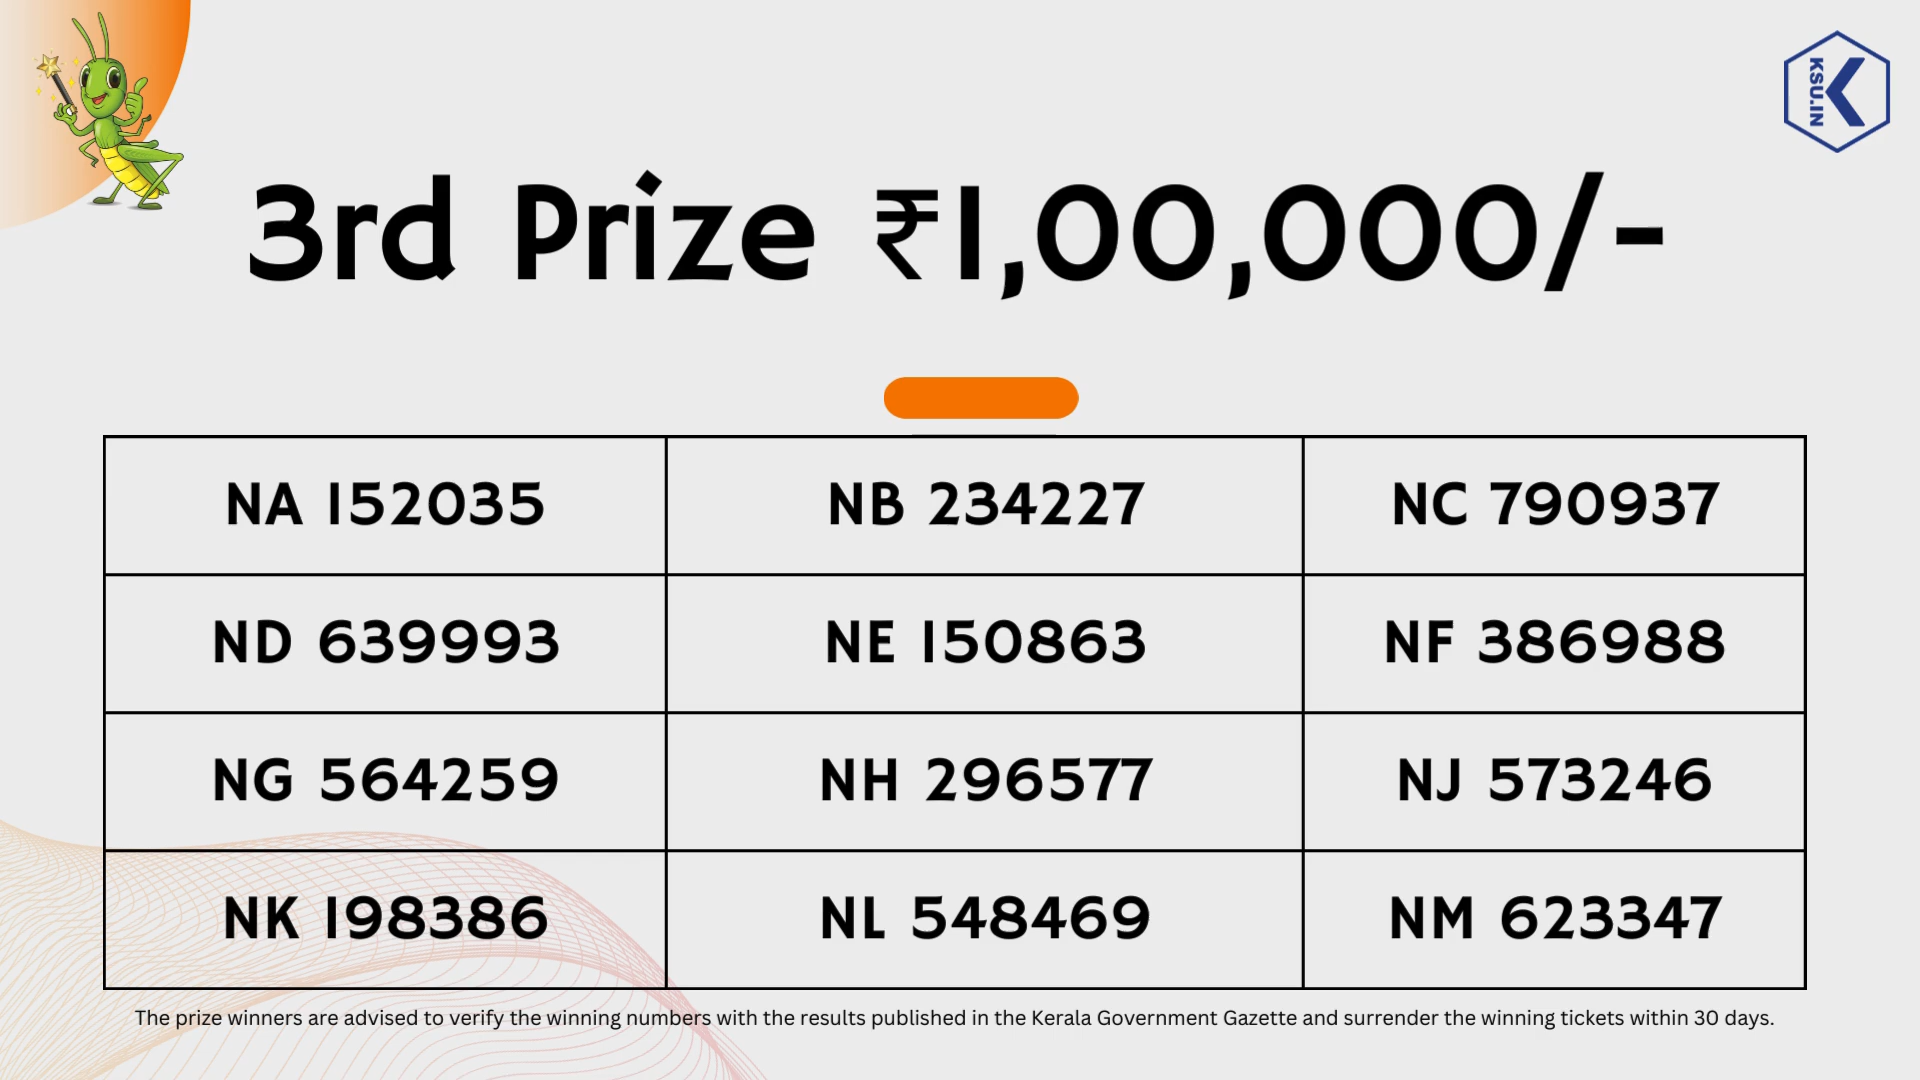 KSU.IN
3rd Prize ₹1,00,000/-
NA 152035 NB 234227 NC 790937
ND 639993 NE 150863 NF 386988
NG 564259 NH 296577 NJ 573246
NK 198386 NL 548469 NM 623347
The prize winners are advised to verify the winning numbers with the results published in the Kerala Government Gazette and surrender the winning tickets within 30 days.